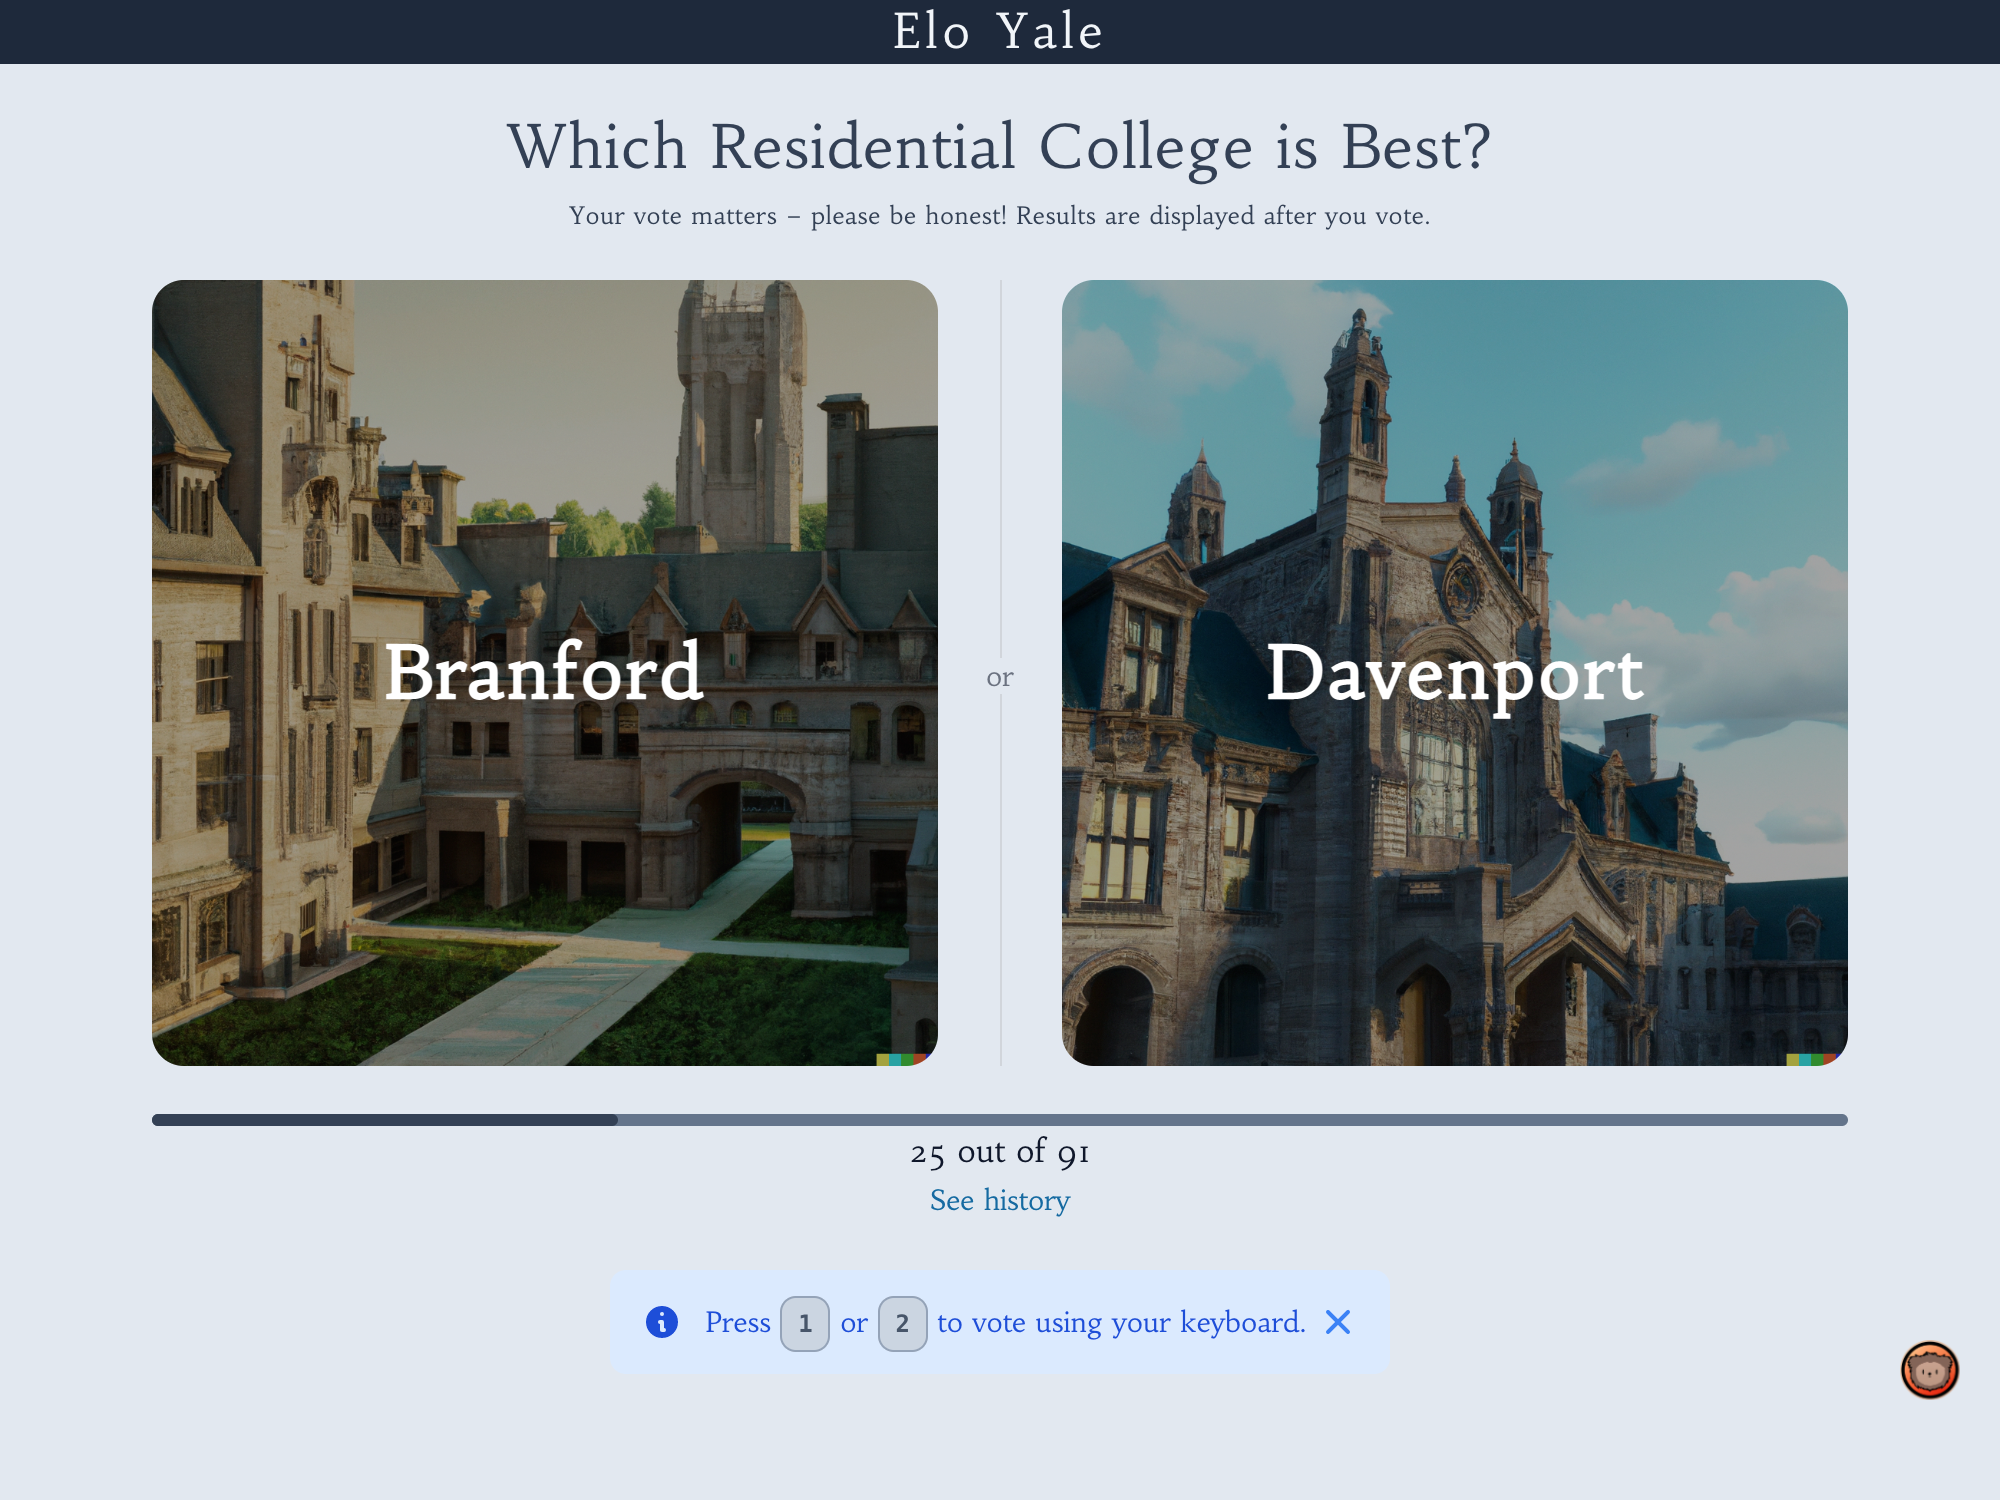 Elo Yale
Which Residential College is Best?
Your vote matters – please be honest! Results are displayed after you vote.
Branford
or
Davenport
25 out of 91
See history
Press 1 or 2 to vote using your keyboard.